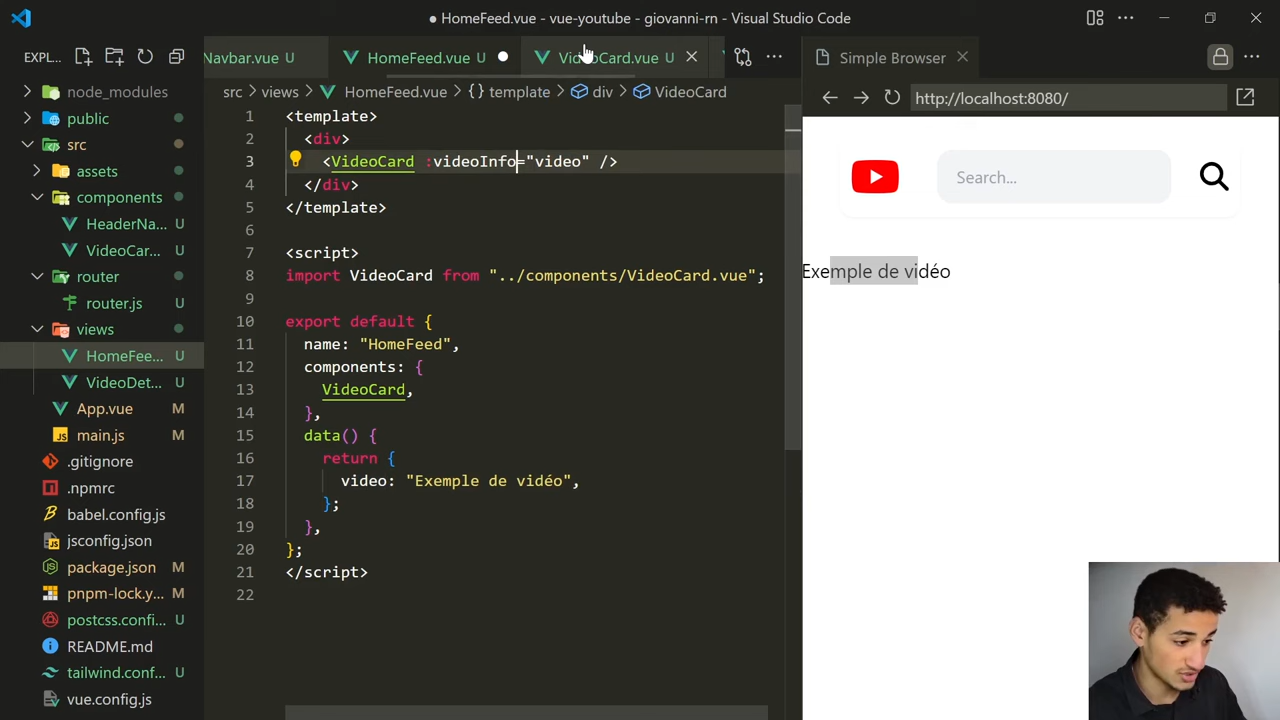 ● HomeFeed.vue - vue-youtube - giovanni-rn - Visual Studio Code
EXPL...
Navbar.vue U
HomeFeed.vue U
VideoCard.vue U
Simple Browser
src > views > HomeFeed.vue > {} template > div > VideoCard
http://localhost:8080/
node_modules
public
src
assets
components
HeaderNa... U
VideoCar... U
router
router.js U
views
HomeFee... U
VideoDet... U
App.vue M
main.js M
.gitignore
.npmrc
babel.config.js
jsconfig.json
package.json M
pnpm-lock.y... M
postcss.confi... U
README.md
tailwind.conf... U
vue.config.js
1 <template>
2 <div>
3 <VideoCard :videoInfo="video" />
4 </div>
5 </template>
6
7 <script>
8 import VideoCard from "../components/VideoCard.vue";
9
10 export default {
11 name: "HomeFeed",
12 components: {
13 VideoCard,
14 },
15 data() {
16 return {
17 video: "Exemple de vidéo",
18 };
19 },
20 };
21 </script>
22
Search...
Exemple de vidéo